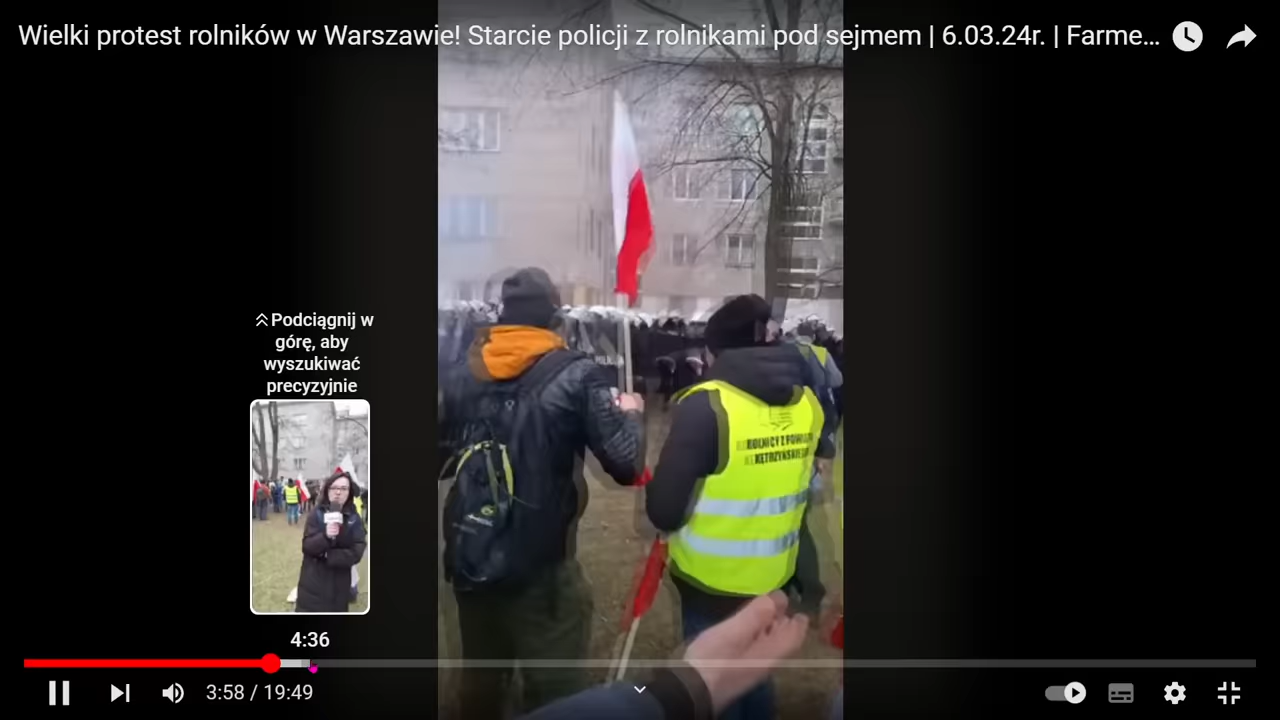 Wielki protest rolników w Warszawie! Starcie policji z rolnikami pod sejmem | 6.03.24r. | Farme...
ROLNICY Z POWIATU
KĘTRZYŃSKIEGO
Podciągnij w
górę, aby
wyszukiwać
precyzyjnie
4:36
3:58 / 19:49